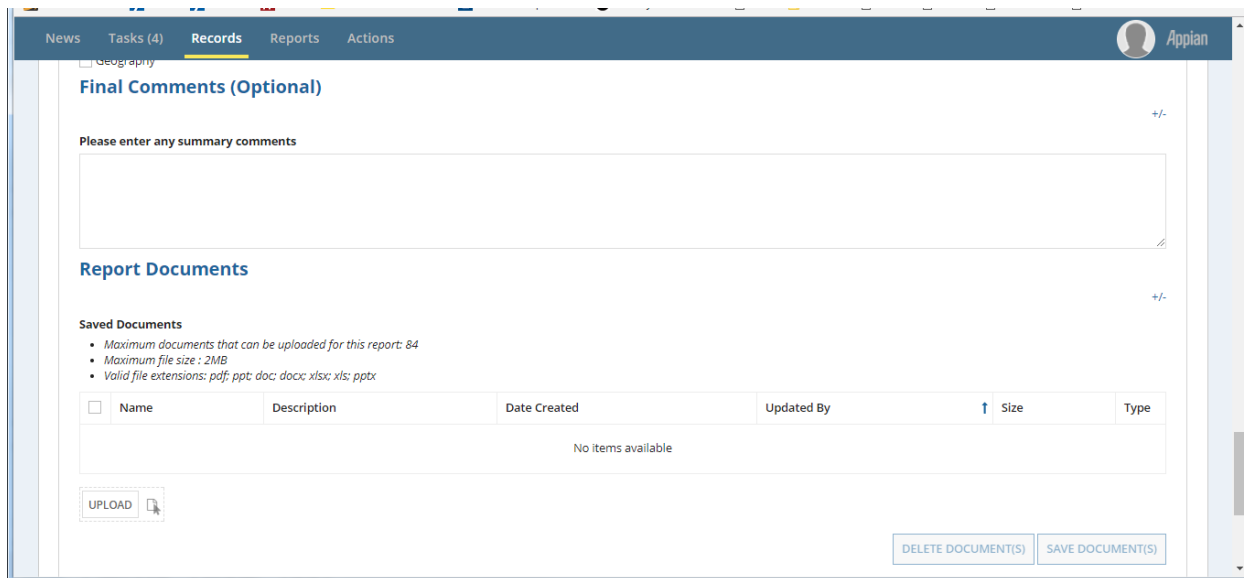 News Tasks (4) Records Reports Actions Appian
Geography
Final Comments (Optional)
+/-
Please enter any summary comments
Report Documents
+/-
Saved Documents
Maximum documents that can be uploaded for this report: 84
Maximum file size : 2MB
Valid file extensions: pdf; ppt; doc; docx; xlsx; xls; pptx
Name Description Date Created Updated By ↑ Size Type
No items available
UPLOAD
DELETE DOCUMENT(S) SAVE DOCUMENT(S)